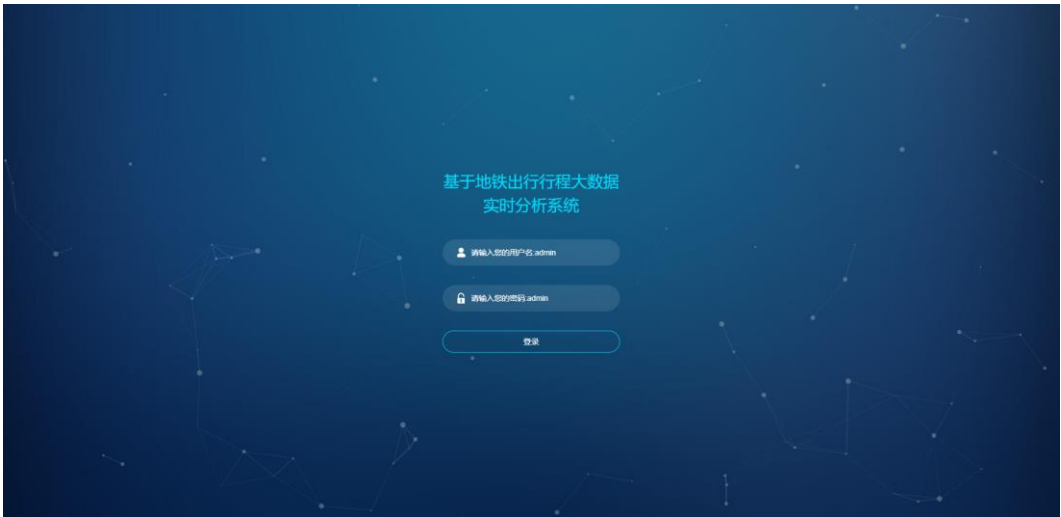 基于地铁出行行程大数据
实时分析系统
请输入您的用户名:admin
请输入您的密码:admin
登录